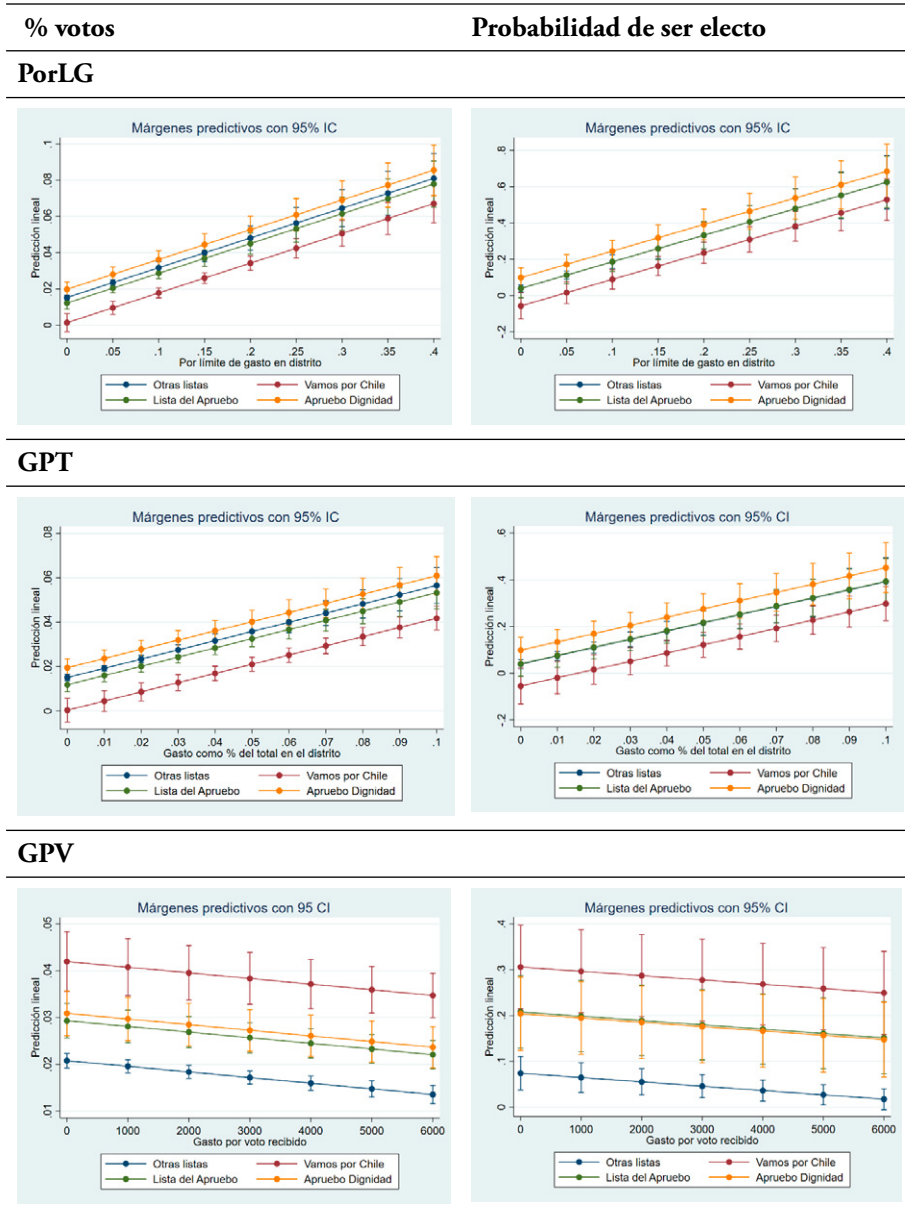 % votos Probabilidad de ser electo
PorLG
Márgenes predictivos con 95% IC
Predicción lineal
.1
.08
.06
.04
.02
0
0 .05 .1 .15 .2 .25 .3 .35 .4
Por límite de gasto en distrito
Otras listas Vamos por Chile
Lista del Apruebo Apruebo Dignidad
Márgenes predictivos con 95% IC
Predicción lineal
.8
.6
.4
.2
0
-.2
0 .05 .1 .15 .2 .25 .3 .35 .4
Por límite de gasto en distrito
Otras listas Vamos por Chile
Lista del Apruebo Apruebo Dignidad
GPT
Márgenes predictivos con 95% IC
Predicción lineal
.08
.06
.04
.02
0
0 .01 .02 .03 .04 .05 .06 .07 .08 .09 .1
Gasto como % del total en el distrito
Otras listas Vamos por Chile
Lista del Apruebo Apruebo Dignidad
Márgenes predictivos con 95% CI
Predicción lineal
.6
.4
.2
0
-.2
0 .01 .02 .03 .04 .05 .06 .07 .08 .09 .1
Gasto como % del total en el distrito
Otras listas Vamos por Chile
Lista del Apruebo Apruebo Dignidad
GPV
Márgenes predictivos con 95 CI
Predicción lineal
.05
.04
.03
.02
.01
0 1000 2000 3000 4000 5000 6000
Gasto por voto recibido
Otras listas Vamos por Chile
Lista del Apruebo Apruebo Dignidad
Márgenes predictivos con 95% CI
Predicción lineal
.4
.3
.2
.1
0
0 1000 2000 3000 4000 5000 6000
Gasto por voto recibido
Otras listas Vamos por Chile
Lista del Apruebo Apruebo Dignidad